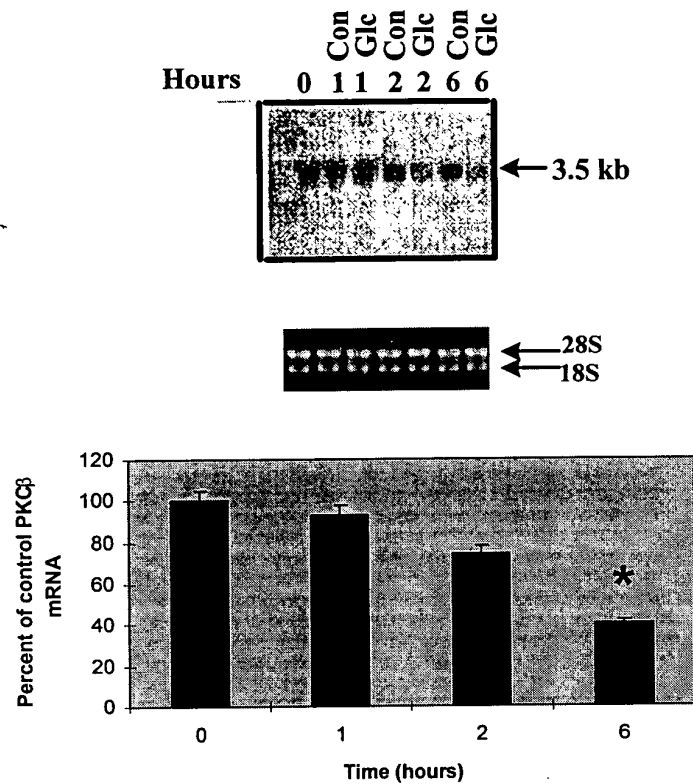 Con Glc Con Glc Con Glc
Hours 0 1 1 2 2 6 6
3.5 kb
28S
18S
120
100
80
60
40
20
0
Percent of control PKCβ
mRNA
*
0 1 2 6
Time (hours)